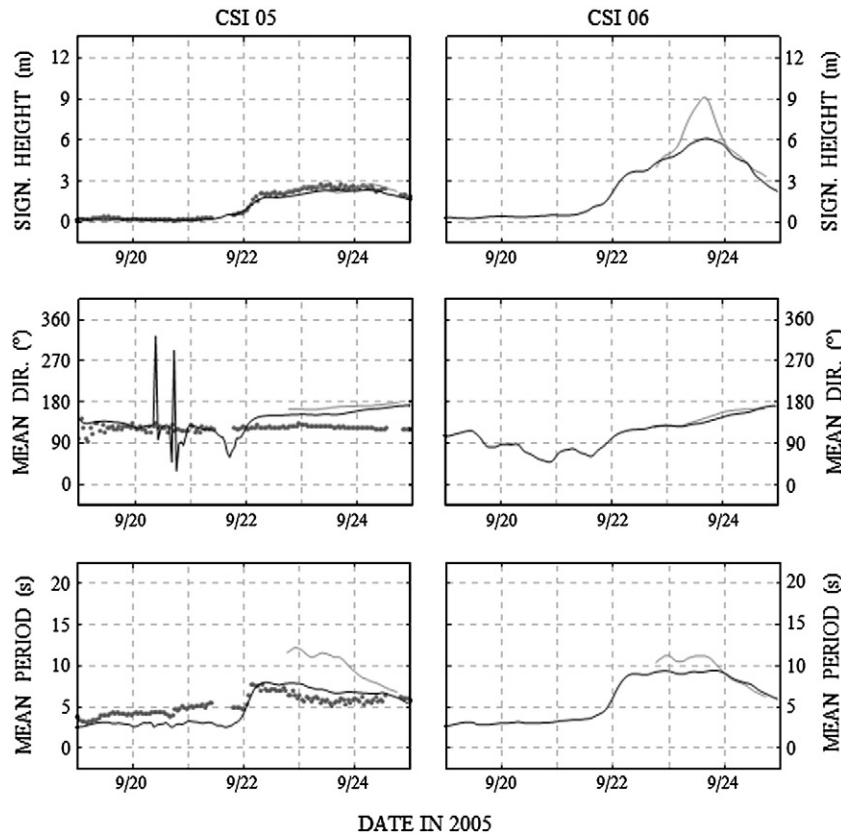 CSI 05 CSI 06
SIGN. HEIGHT (m) 12 9 6 3 0 12 9 6 3 0 SIGN. HEIGHT (m)
9/20 9/22 9/24 9/20 9/22 9/24
MEAN DIR. (º) 360 270 180 90 0 360 270 180 90 0 MEAN DIR. (º)
9/20 9/22 9/24 9/20 9/22 9/24
MEAN PERIOD (s) 20 15 10 5 0 20 15 10 5 0 MEAN PERIOD (s)
9/20 9/22 9/24 9/20 9/22 9/24
DATE IN 2005